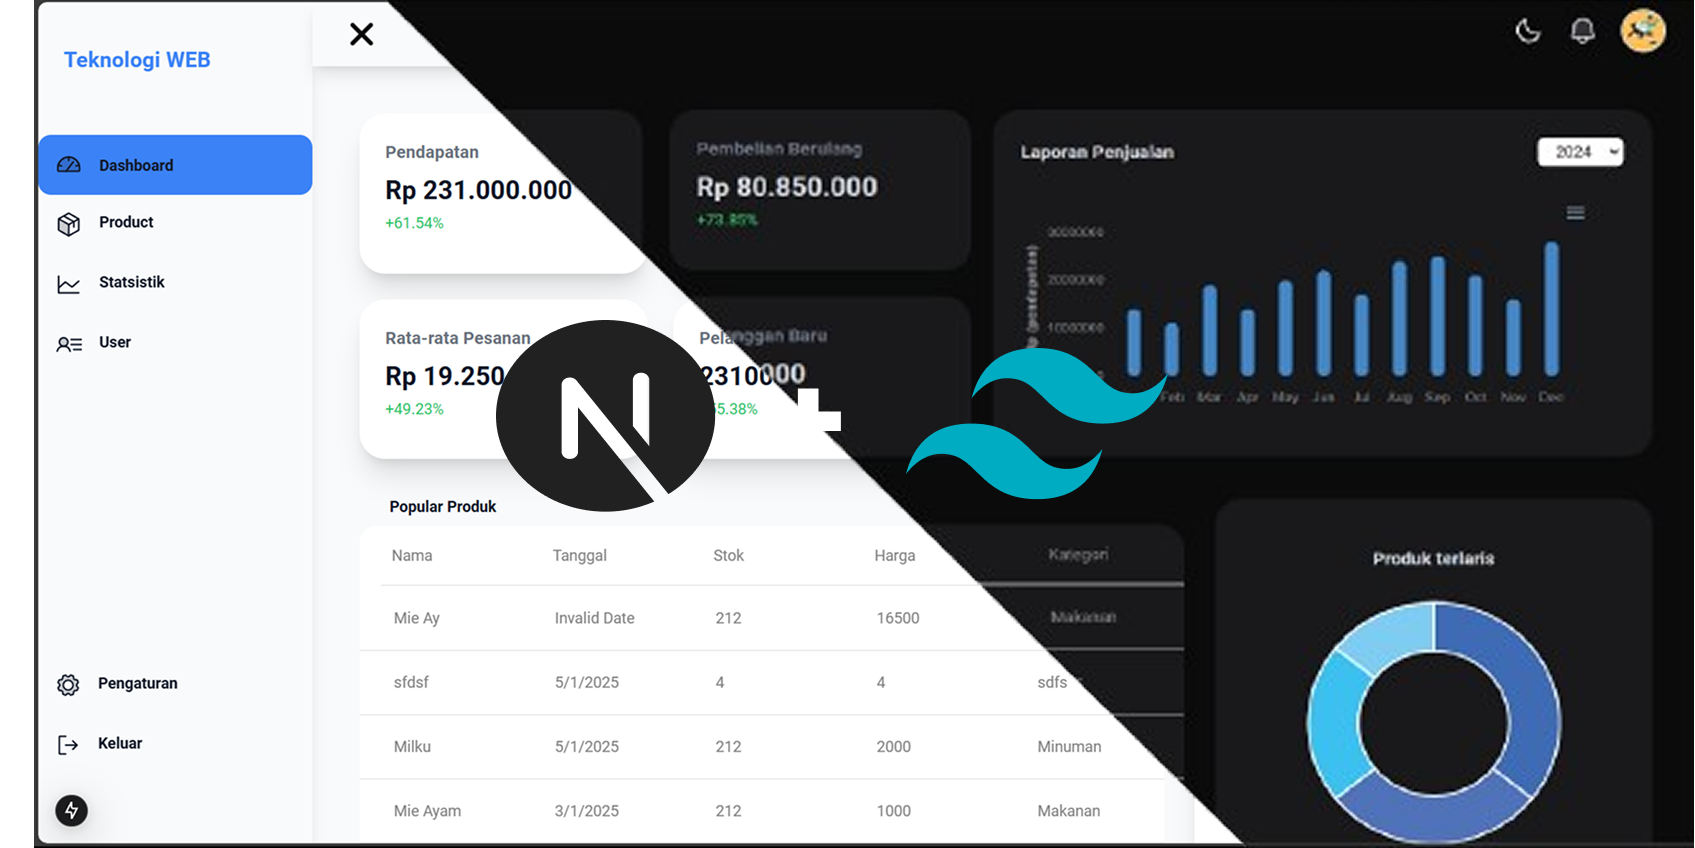 Teknologi WEB
Dashboard
Product
Statsistik
User
Pengaturan
Keluar
Pendapatan
Rp 231.000.000
+61.54%
Pembelian Berulang
Rp 80.850.000
+73.85%
Rata-rata Pesanan
Rp 19.250
+49.23%
Pelanggan Baru
2310000
5.38%
Laporan Penjualan
2024
30000000
20000000
10000000
Rp (pendapatan)
Feb Mar Apr May Jun Jul Aug Sep Oct Nov Dec
Popular Produk
Nama Tanggal Stok Harga Kategori
Mie Ay Invalid Date 212 16500 Makanan
sfdsf 5/1/2025 4 4 sdfs
Milku 5/1/2025 212 2000 Minuman
Mie Ayam 3/1/2025 212 1000 Makanan
Produk terlaris